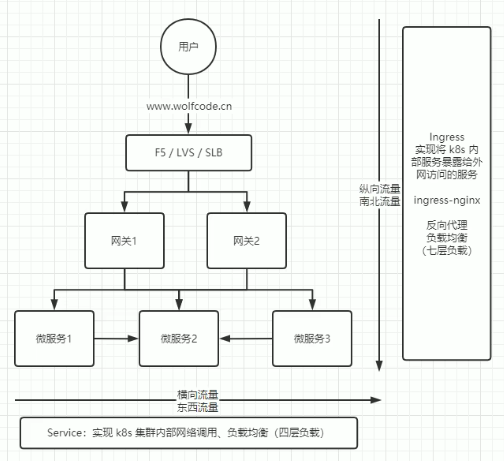 用户
www.wolfcode.cn
F5 / LVS / SLB
网关1
网关2
微服务1
微服务2
微服务3
纵向流量
南北流量
Ingress
实现将 k8s 内
部服务暴露给外
网访问的服务
ingress-nginx
反向代理
负载均衡
（七层负载）
横向流量
东西流量
Service：实现 k8s 集群内部网络调用、负载均衡（四层负载）